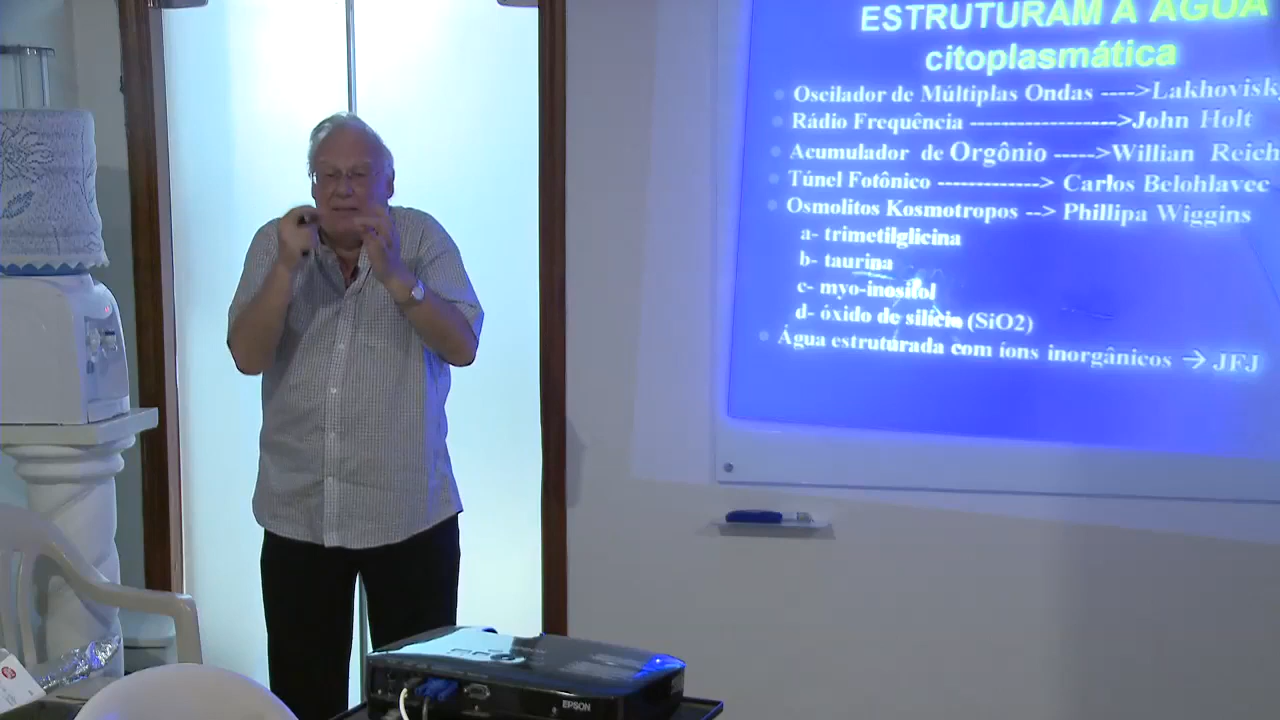 ESTRUTURAM A ÁGUA
citoplasmática
Oscilador de Múltiplas Ondas ---->Lakhovisk
Rádio Frequência ------------------->John Holt
Acumulador de Orgônio ----->Willian Reich
Túnel Fotônico -------------> Carlos Belohlavec
Osmolitos Kosmotropos --> Phillipa Wiggins
a- trimetilglicina
b- taurina
c- myo-inositol
d- óxido de silício (SiO2)
Água estruturada com íons inorgânicos → JFJ
EPSON